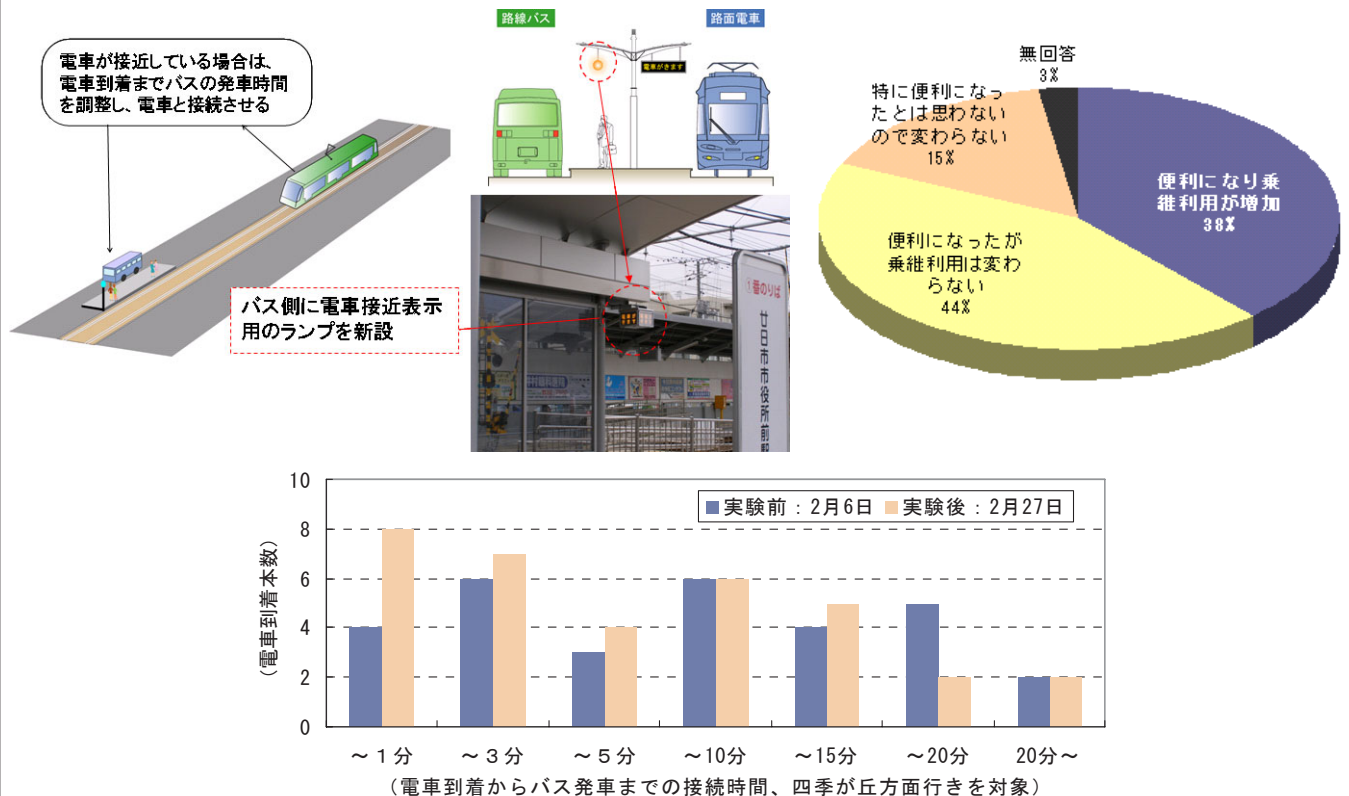 電車が接近している場合は、
電車到着までバスの発車時間
を調整し、電車と接続させる
路線バス
路面電車
電車がきます
バス側に電車接近表示
用のランプを新設
電車が
きます
1番のりば
廿日市市役所前駅
無回答
3%
特に便利になっ
たとは思わない
ので変わらない
15%
便利になり乗
継利用が増加
38%
便利になったが
乗継利用は変わ
らない
44%
(電車到着本数)
10
8
6
4
2
0
実験前：2月6日
実験後：2月27日
～1分
～3分
～5分
～10分
～15分
～20分
20分～
(電車到着からバス発車までの接続時間、四季が丘方面行きを対象)